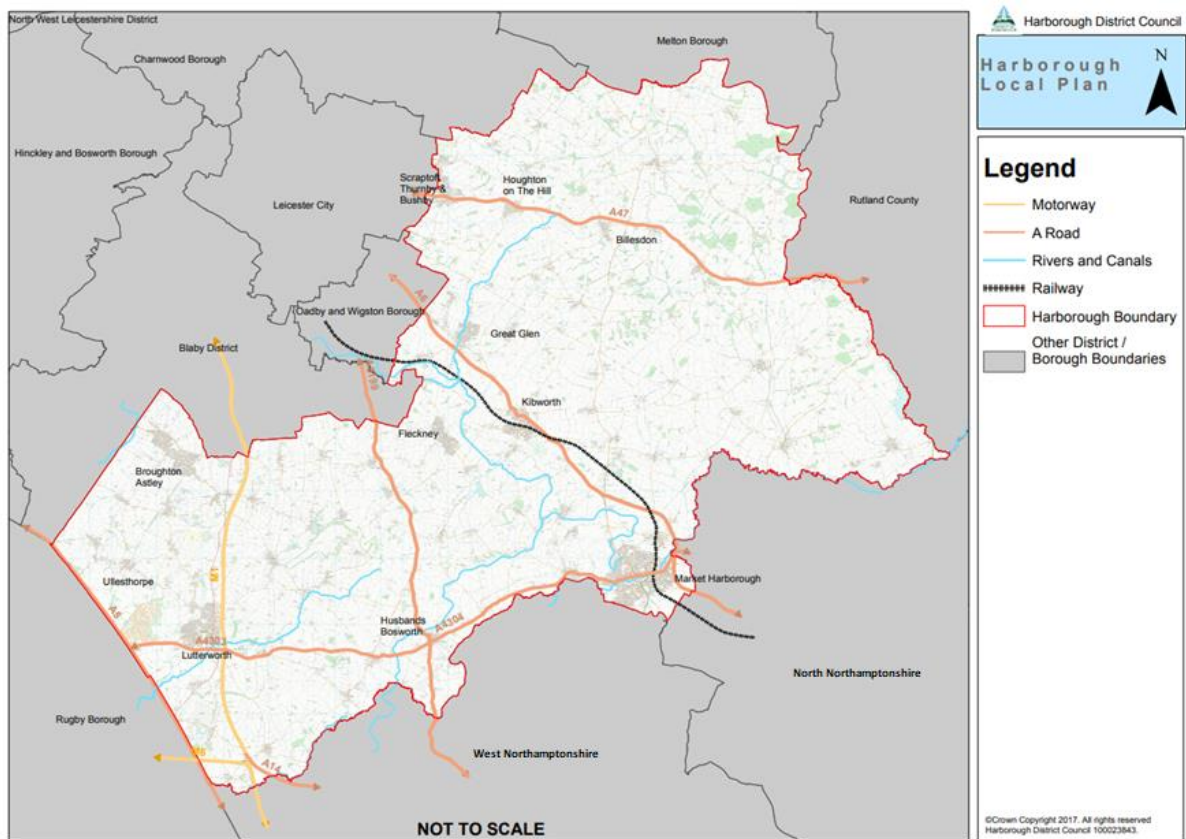 North West Leicestershire District
Charnwood Borough
Melton Borough
Hinckley and Bosworth Borough
Leicester City
Scraptoft
Thurnby &
Bushby
Houghton
on The Hill
A47
Billesdon
Rutland County
A6
Oadby and Wigston Borough
Great Glen
Blaby District
A5199
Kibworth
Fleckney
Broughton
Astley
M1
Ullesthorpe
A5
Market Harborough
Husbands
Bosworth
A4304
A4303
Lutterworth
North Northamptonshire
Rugby Borough
M6
A14
West Northamptonshire
NOT TO SCALE
Harborough District Council
Harborough
Local Plan
N
Legend
Motorway
A Road
Rivers and Canals
Railway
Harborough Boundary
Other District /
Borough Boundaries
©Crown Copyright 2017. All rights reserved
Harborough District Council 100023843.